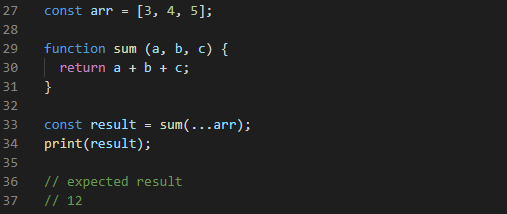 27 const arr = [3, 4, 5];
28
29 function sum (a, b, c) {
30   return a + b + c;
31 }
32
33 const result = sum(...arr);
34 print(result);
35
36 // expected result
37 // 12